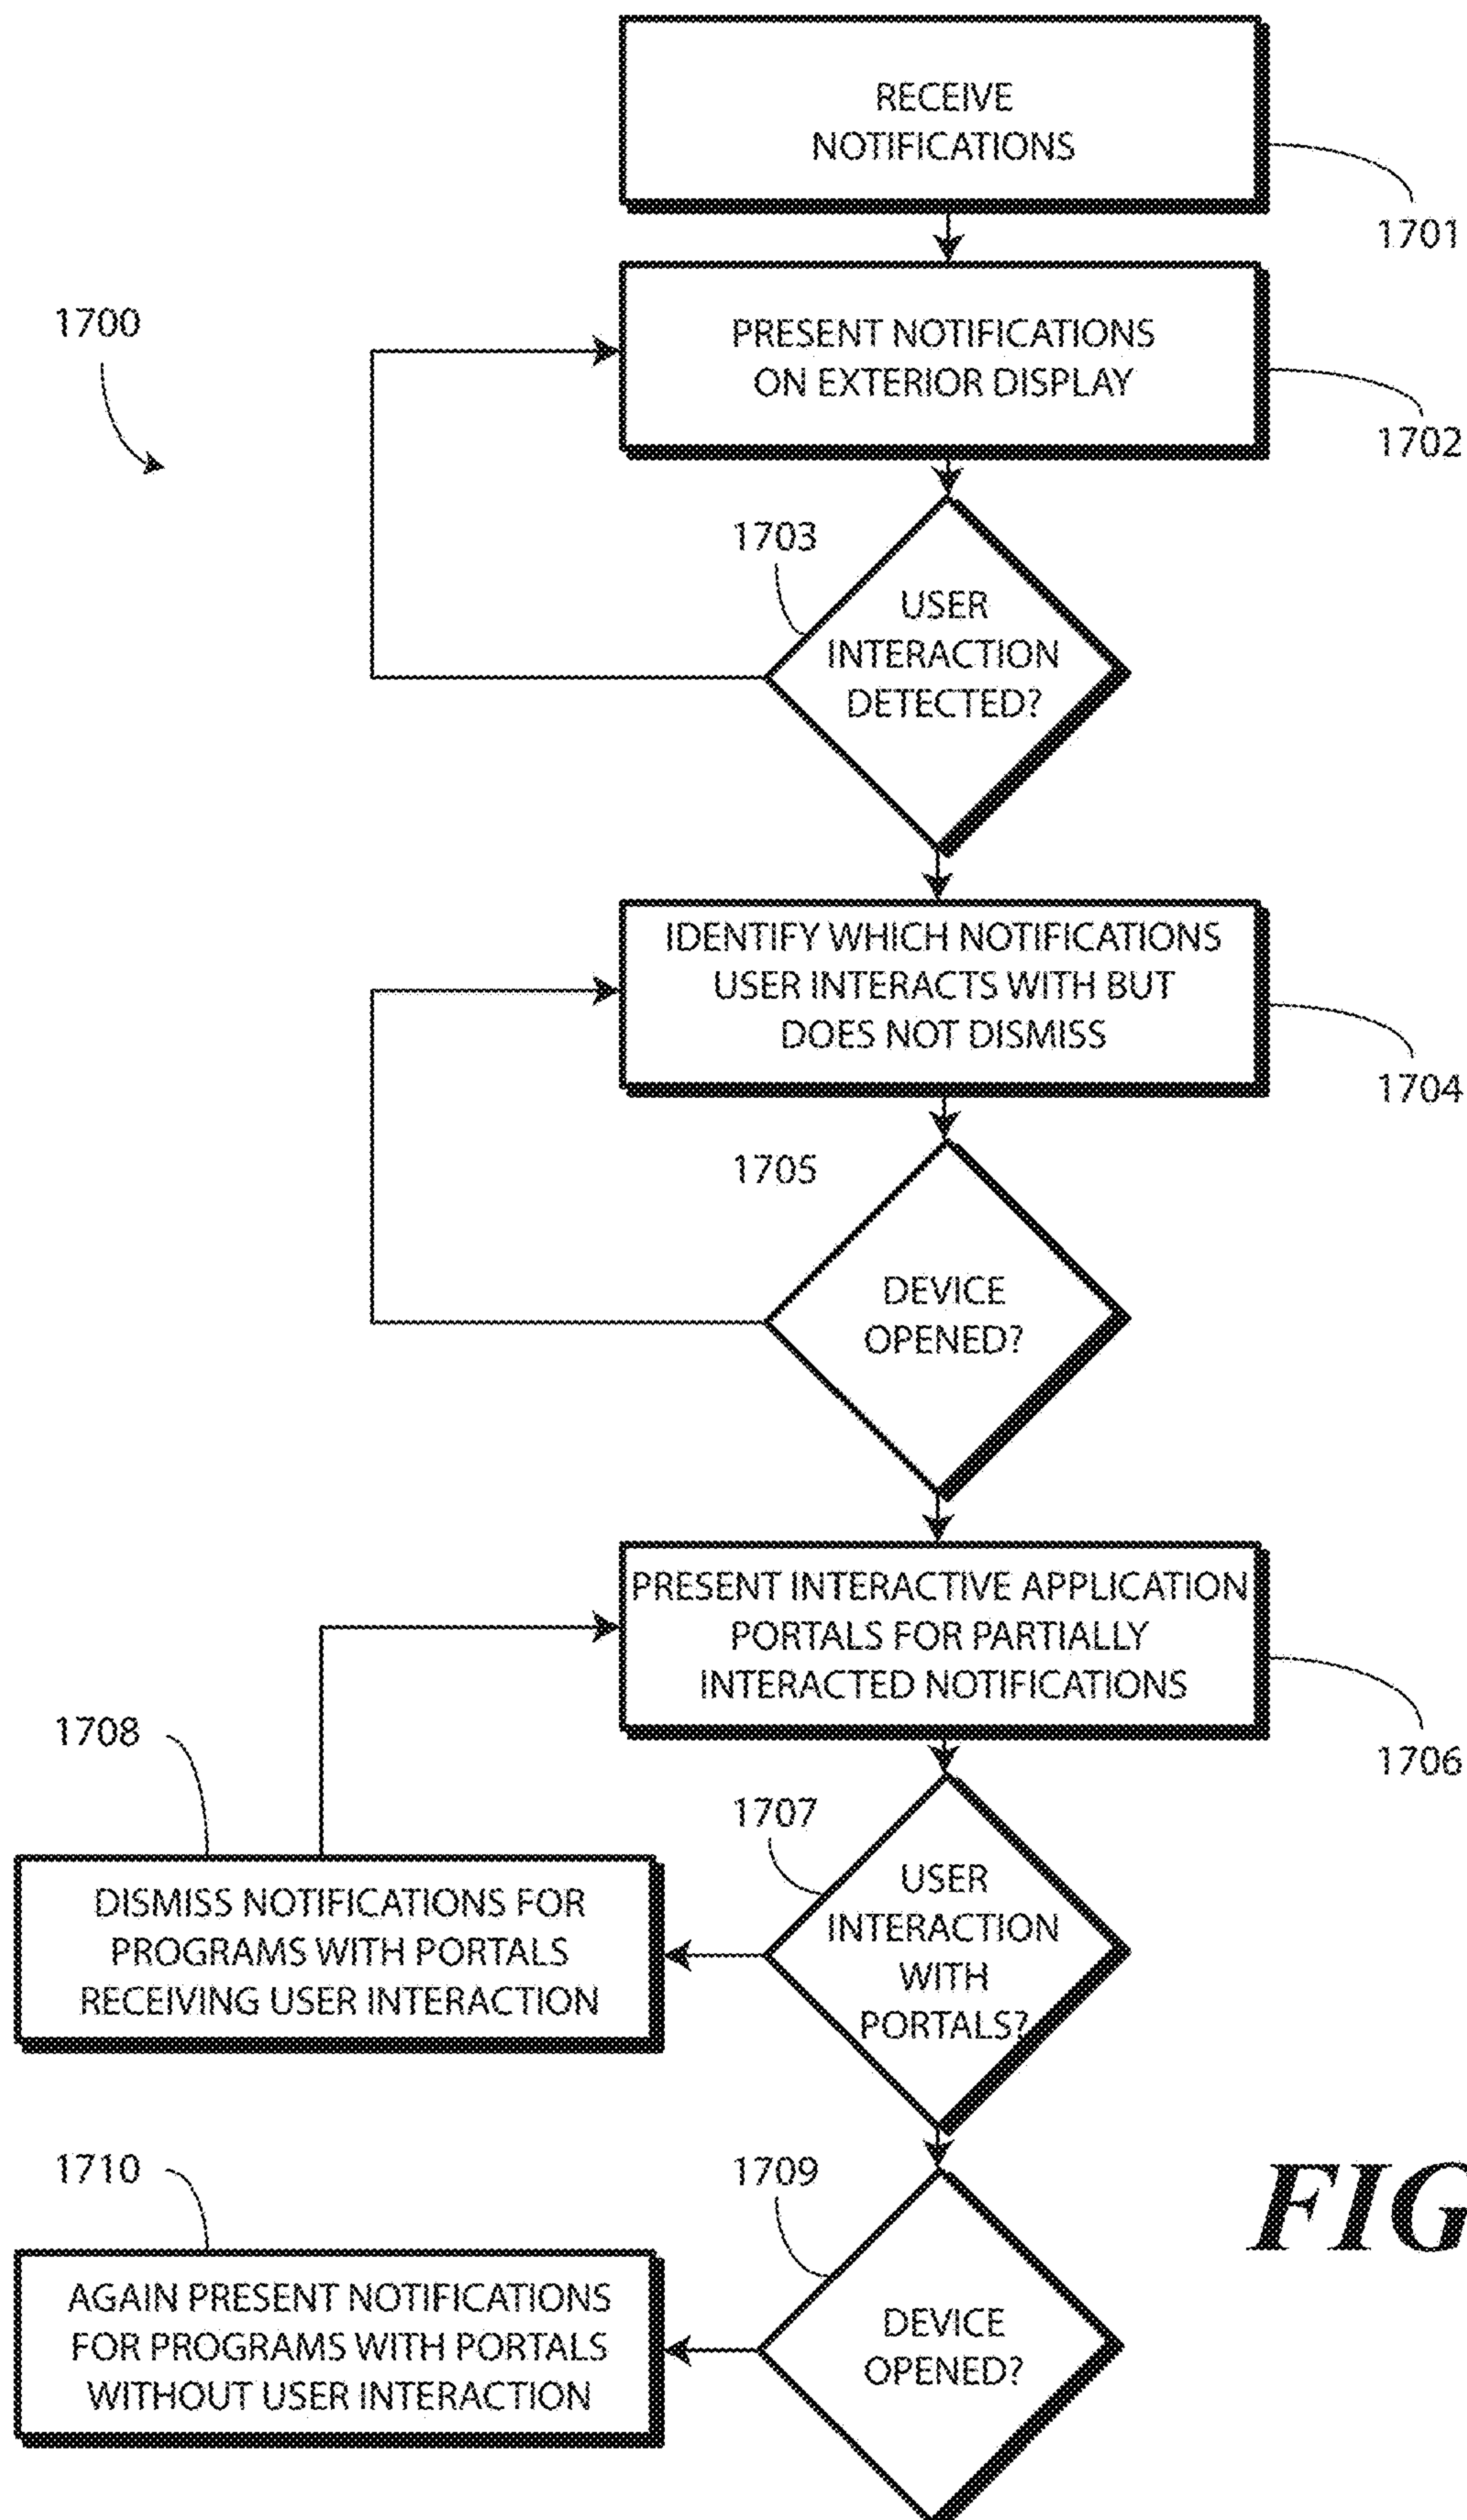 RECEIVE
NOTIFICATIONS
1701
1700
PRESENT NOTIFICATIONS
ON EXTERIOR DISPLAY
1702
1703
USER
INTERACTION
DETECTED?
IDENTIFY WHICH NOTIFICATIONS
USER INTERACTS WITH BUT
DOES NOT DISMISS
1704
1705
DEVICE
OPENED?
PRESENT INTERACTIVE APPLICATION
PORTALS FOR PARTIALLY
INTERACTED NOTIFICATIONS
1706
1708
1707
USER
INTERACTION
WITH
PORTALS?
DISMISS NOTIFICATIONS FOR
PROGRAMS WITH PORTALS
RECEIVING USER INTERACTION
1710
1709
FIG
AGAIN PRESENT NOTIFICATIONS
FOR PROGRAMS WITH PORTALS
WITHOUT USER INTERACTION
DEVICE
OPENED?